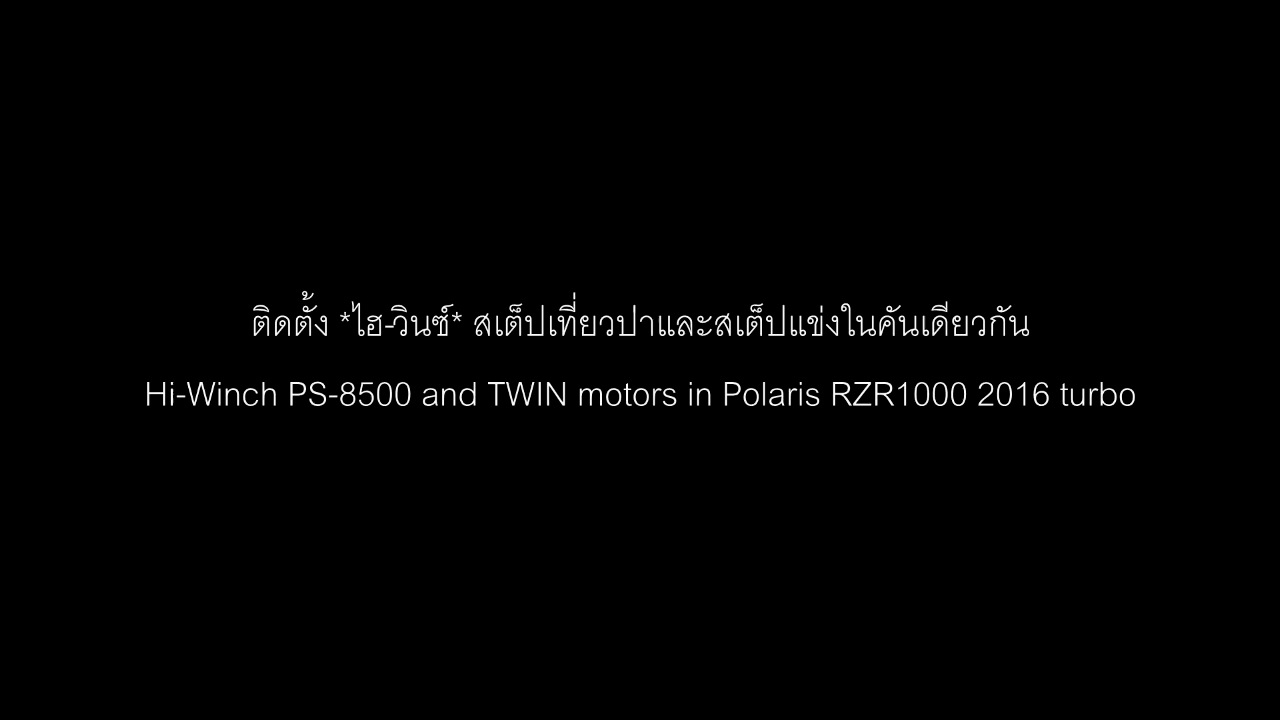 ติดตั้ง *ไฮ-วินซ์* สเต็ปเที่ยวปาและสเต็ปแข่งในคันเดียวกัน
Hi-Winch PS-8500 and TWIN motors in Polaris RZR1000 2016 turbo